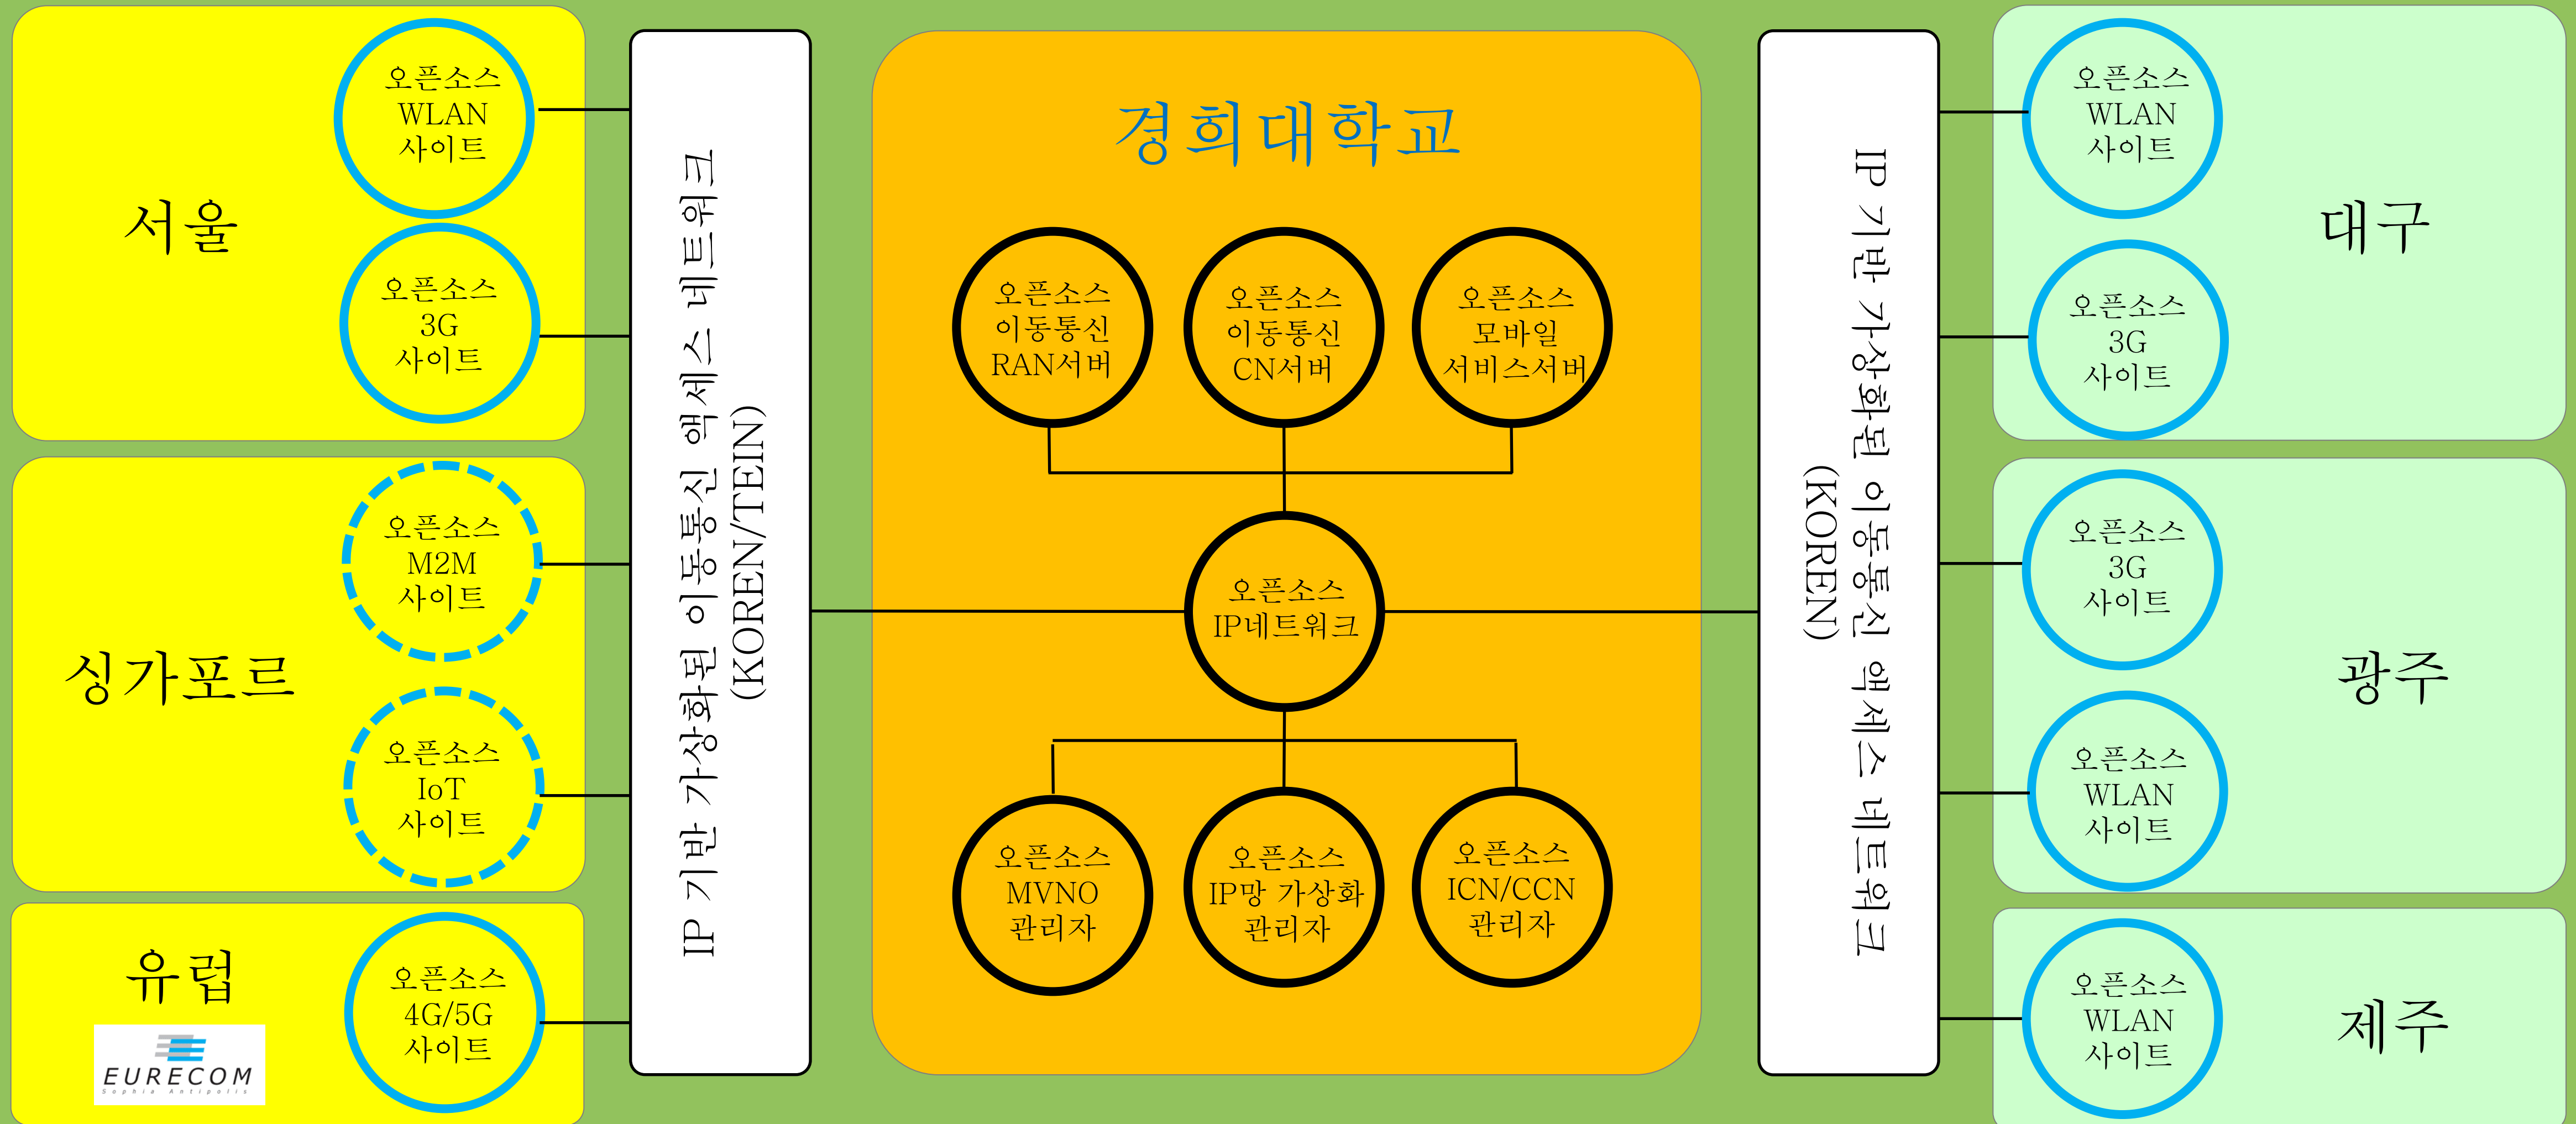 서울
오픈소스
WLAN
사이트
오픈소스
3G
사이트
싱가포르
오픈소스
M2M
사이트
오픈소스
IoT
사이트
유럽
EURECOM
Sophia Antipolis
오픈소스
4G/5G
사이트
IP 기반 가상화된 이동통신 액세스 네트워크
(KOREN/TEIN)
경희대학교
오픈소스
이동통신
RAN서버
오픈소스
이동통신
CN서버
오픈소스
모바일
서비스서버
오픈소스
IP네트워크
오픈소스
MVNO
관리자
오픈소스
IP망 가상화
관리자
오픈소스
ICN/CCN
관리자
IP 기반 가상화된 이동통신 액세스 네트워크
(KOREN)
오픈소스
WLAN
사이트
대구
오픈소스
3G
사이트
오픈소스
3G
사이트
광주
오픈소스
WLAN
사이트
오픈소스
WLAN
사이트
제주